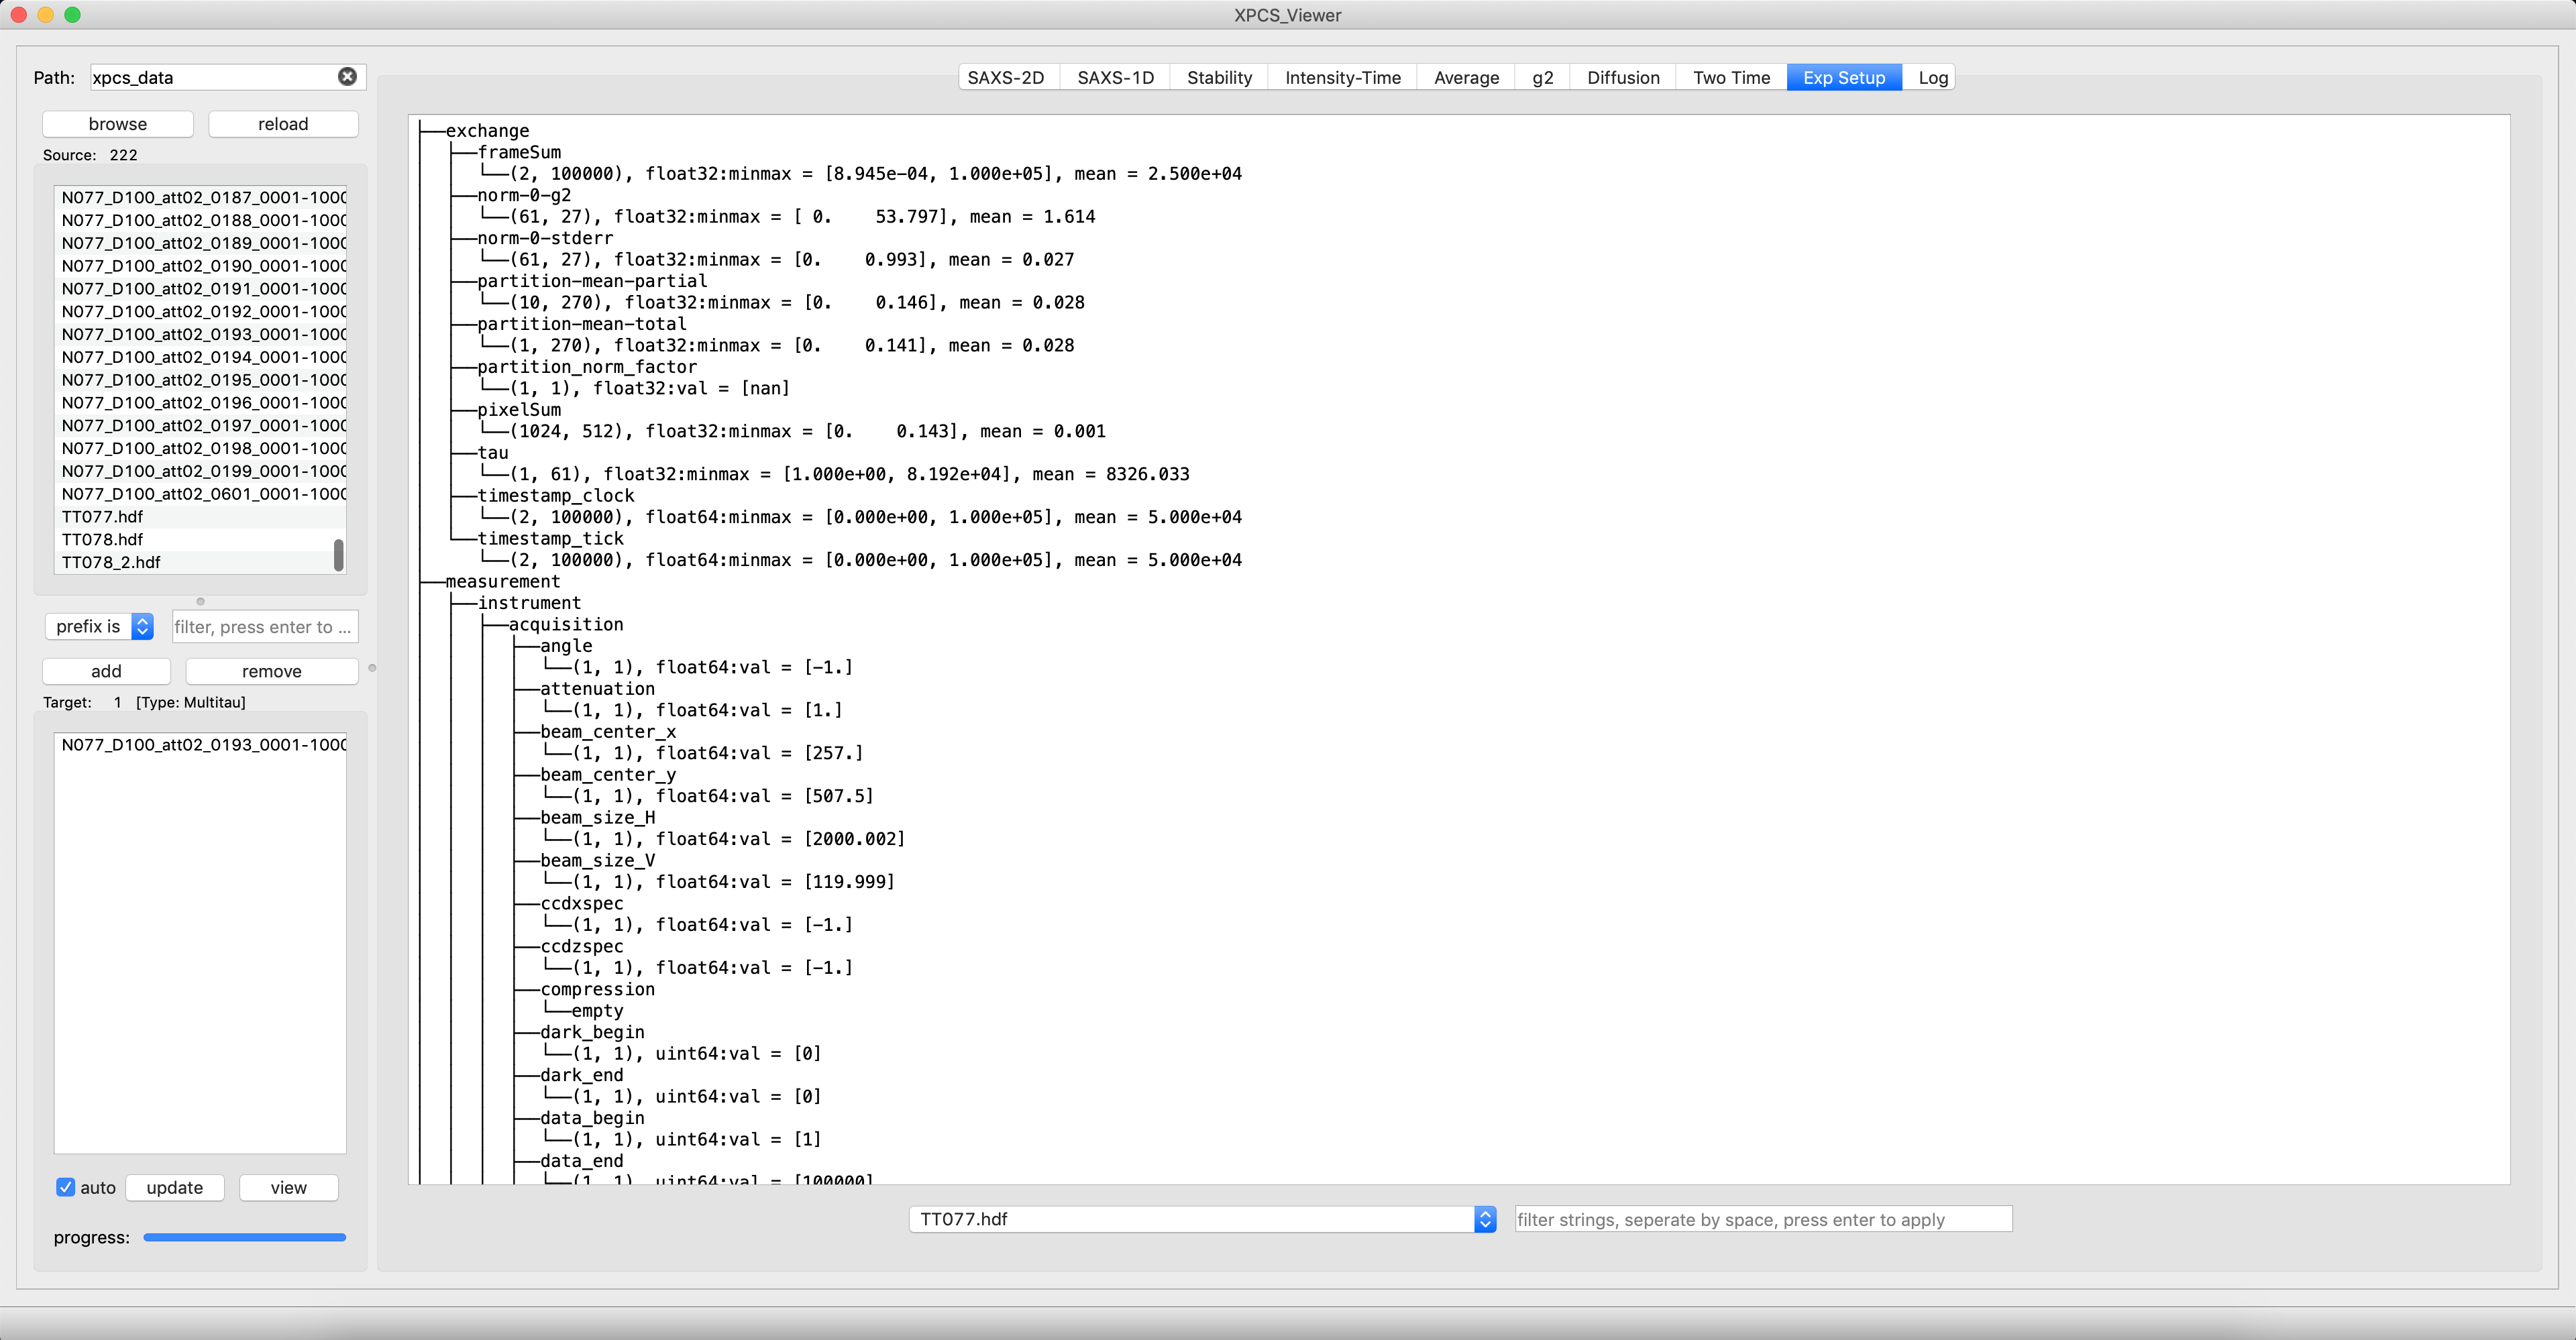 XPCS_Viewer
Path: xpcs_data
browse reload
Source: 222
N077_D100_att02_0187_0001-1000
N077_D100_att02_0188_0001-1000
N077_D100_att02_0189_0001-1000
N077_D100_att02_0190_0001-1000
N077_D100_att02_0191_0001-1000
N077_D100_att02_0192_0001-1000
N077_D100_att02_0193_0001-1000
N077_D100_att02_0194_0001-1000
N077_D100_att02_0195_0001-1000
N077_D100_att02_0196_0001-1000
N077_D100_att02_0197_0001-1000
N077_D100_att02_0198_0001-1000
N077_D100_att02_0199_0001-1000
N077_D100_att02_0601_0001-1000
TT077.hdf
TT078.hdf
TT078_2.hdf
prefix is filter, press enter to ...
add remove
Target: 1 [Type: Multitau]
N077_D100_att02_0193_0001-1000
auto update view
progress:
SAXS-2D SAXS-1D Stability Intensity-Time Average g2 Diffusion Two Time Exp Setup Log
exchange
frameSum
(2, 100000), float32:minmax = [8.945e-04, 1.000e+05], mean = 2.500e+04
norm-0-g2
(61, 27), float32:minmax = [ 0. 53.797], mean = 1.614
norm-0-stderr
(61, 27), float32:minmax = [0. 0.993], mean = 0.027
partition-mean-partial
(10, 270), float32:minmax = [0. 0.146], mean = 0.028
partition-mean-total
(1, 270), float32:minmax = [0. 0.141], mean = 0.028
partition_norm_factor
(1, 1), float32:val = [nan]
pixelSum
(1024, 512), float32:minmax = [0. 0.143], mean = 0.001
tau
(1, 61), float32:minmax = [1.000e+00, 8.192e+04], mean = 8326.033
timestamp_clock
(2, 100000), float64:minmax = [0.000e+00, 1.000e+05], mean = 5.000e+04
timestamp_tick
(2, 100000), float64:minmax = [0.000e+00, 1.000e+05], mean = 5.000e+04
measurement
instrument
acquisition
angle
(1, 1), float64:val = [-1.]
attenuation
(1, 1), float64:val = [1.]
beam_center_x
(1, 1), float64:val = [257.]
beam_center_y
(1, 1), float64:val = [507.5]
beam_size_H
(1, 1), float64:val = [2000.002]
beam_size_V
(1, 1), float64:val = [119.999]
ccdxspec
(1, 1), float64:val = [-1.]
ccdzspec
(1, 1), float64:val = [-1.]
compression
empty
dark_begin
(1, 1), uint64:val = [0]
dark_end
(1, 1), uint64:val = [0]
data_begin
(1, 1), uint64:val = [1]
data_end
(1, 1), uint64:val = [100000]
TT077.hdf
filter strings, seperate by space, press enter to apply